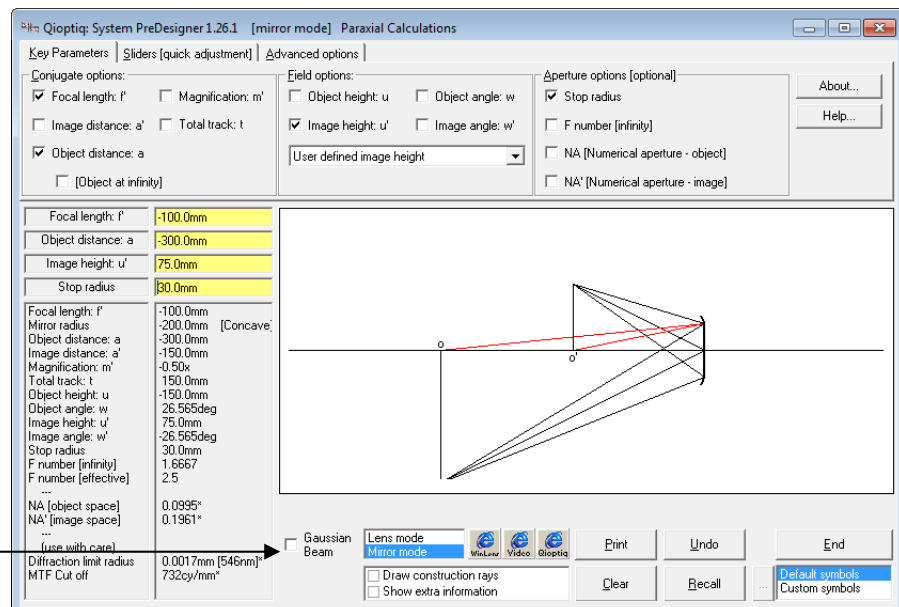 Qioptiq: System PreDesigner 1.26.1 [mirror mode] Paraxial Calculations
Key Parameters Sliders [quick adjustment] Advanced options
Conjugate options:
Focal length: f' Magnification: m'
Image distance: a' Total track: t
Object distance: a
[Object at infinity]
Field options:
Object height: u Object angle: w
Image height: u' Image angle: w'
User defined image height
Aperture options [optional]
Stop radius
F number [infinity]
NA [Numerical aperture - object]
NA' [Numerical aperture - image]
About...
Help...
Focal length: f' -100.0mm
Object distance: a -300.0mm
Image height: u' 75.0mm
Stop radius 30.0mm
Focal length: f' -100.0mm
Mirror radius -200.0mm [Concave]
Object distance: a -300.0mm
Image distance: a' -150.0mm
Magnification: m' -0.50x
Total track: t 150.0mm
Object height: u -150.0mm
Object angle: w 26.565deg
Image height: u' 75.0mm
Image angle: w' -26.565deg
Stop radius 30.0mm
F number [infinity] 1.6667
F number [effective] 2.5
---
NA [object space] 0.0995*
NA' [image space] 0.1961*
---
(use with care)
Diffraction limit radius 0.0017mm [546nm]*
MTF Cut off 732cy/mm*
O
O'
Gaussian
Beam
Lens mode
Mirror mode
WinLens Video Qioptiq
Draw construction rays
Show extra information
Print Undo End
Clear Recall ...
Default symbols
Custom symbols